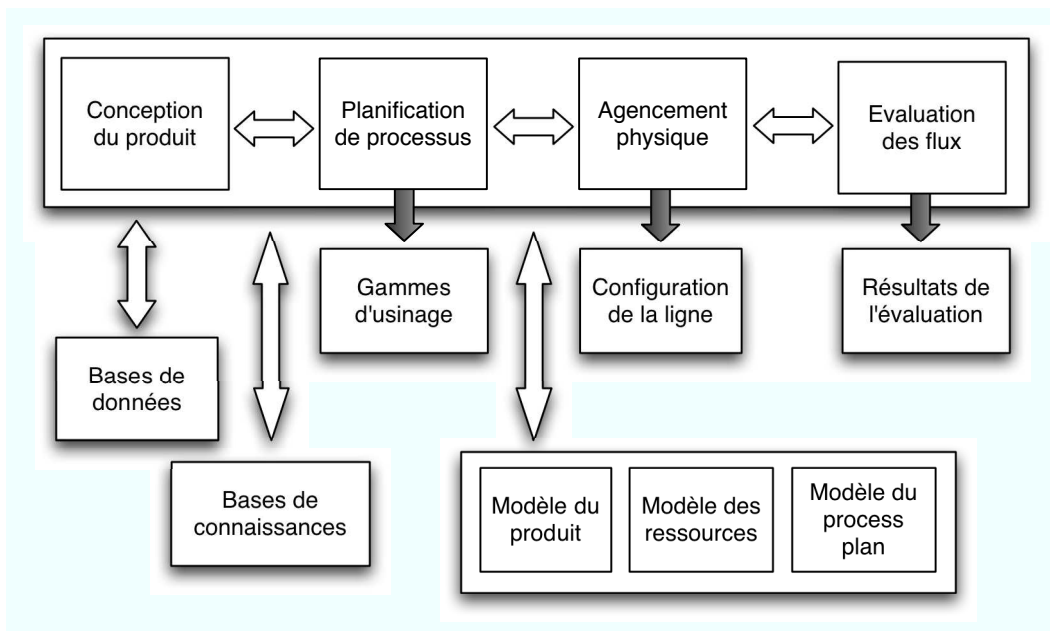 Conception
du produit
Planification
de processus
Agencement
physique
Evaluation
des flux
Gammes
d'usinage
Configuration
de la ligne
Résultats de
l'évaluation
Bases de
données
Bases de
connaissances
Modèle du
produit
Modèle des
ressources
Modèle du
process
plan